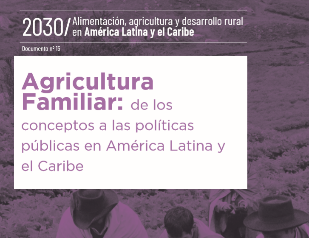 2030/ Alimentación, agricultura y desarrollo rural
en América Latina y el Caribe
Documento nº 15
Agricultura
Familiar: de los
conceptos a las políticas
públicas en América Latina y
el Caribe